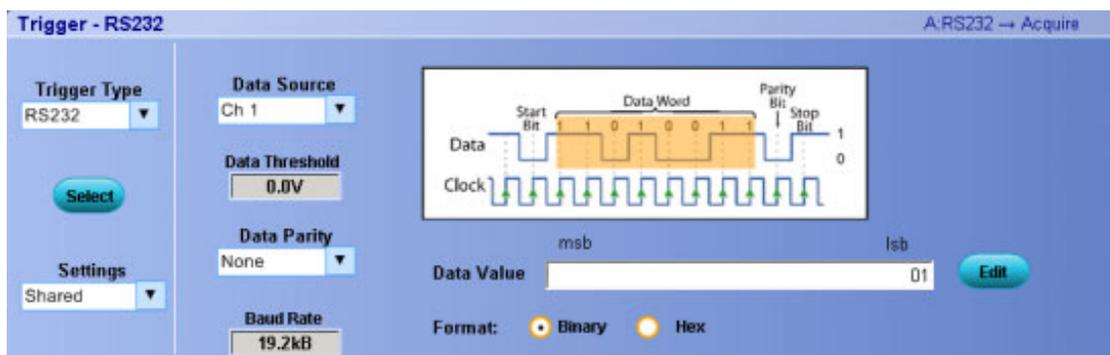 Trigger - RS232
A:RS232 → Acquire
Trigger Type
RS232
Select
Settings
Shared
Data Source
Ch 1
Data Threshold
0.0V
Data Parity
None
Baud Rate
19.2kB
Start Bit
Data Word
Parity Bit
Stop Bit
1 1 0 1 0 0 1 1
Data
1
0
Clock
msb
lsb
Data Value
01
Edit
Format:
Binary
Hex